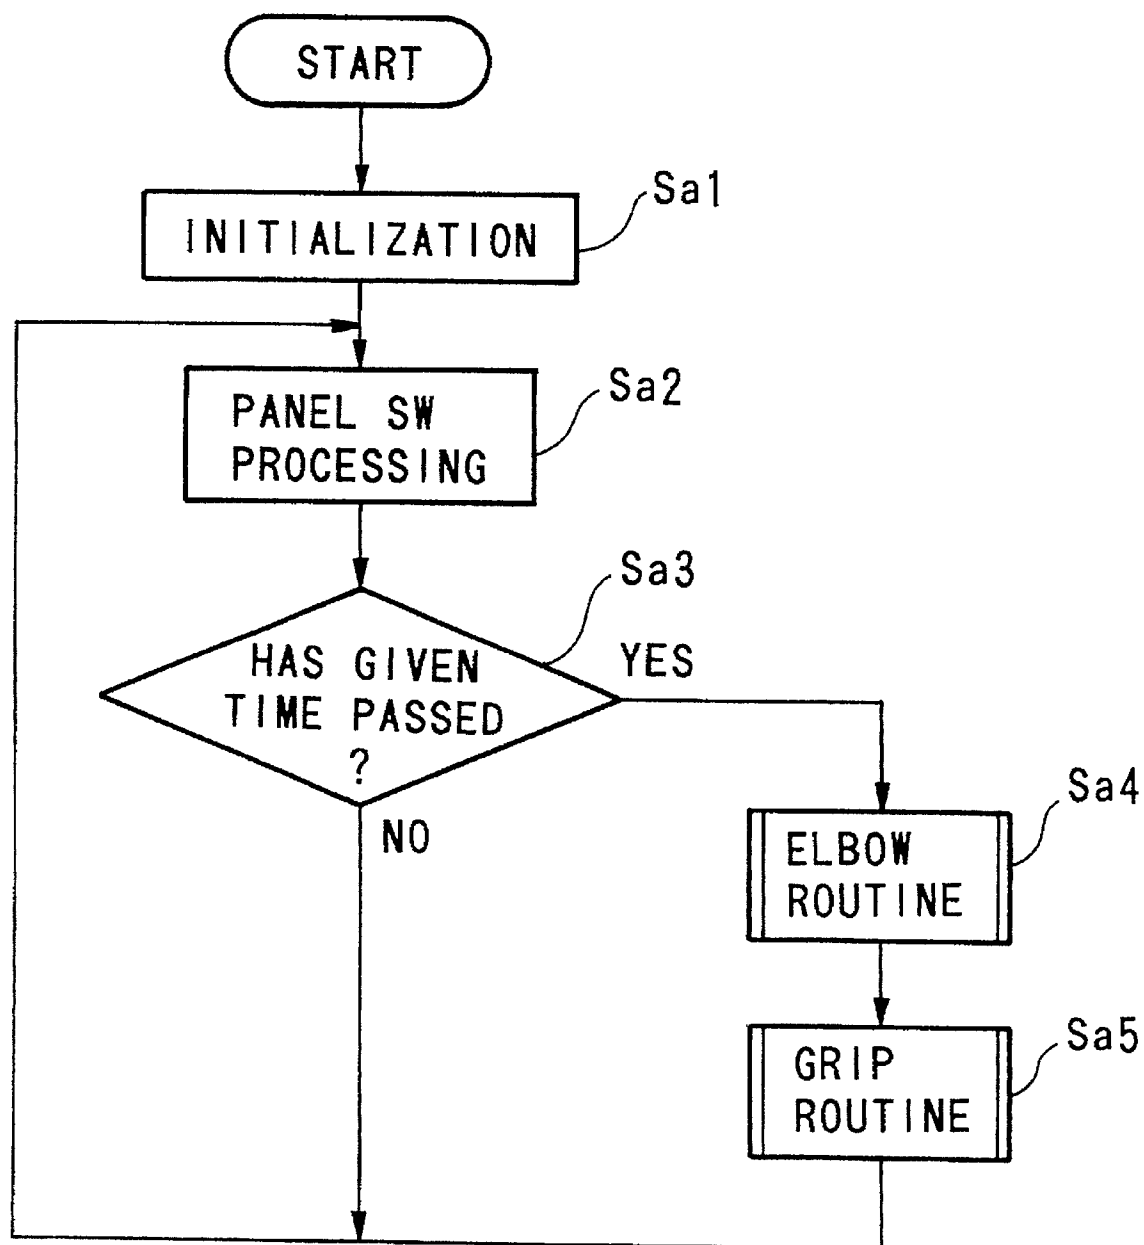 START
INITIALIZATION
Sa1
PANEL SW
PROCESSING
Sa2
HAS GIVEN
TIME PASSED
?
Sa3
YES
NO
ELBOW
ROUTINE
Sa4
GRIP
ROUTINE
Sa5